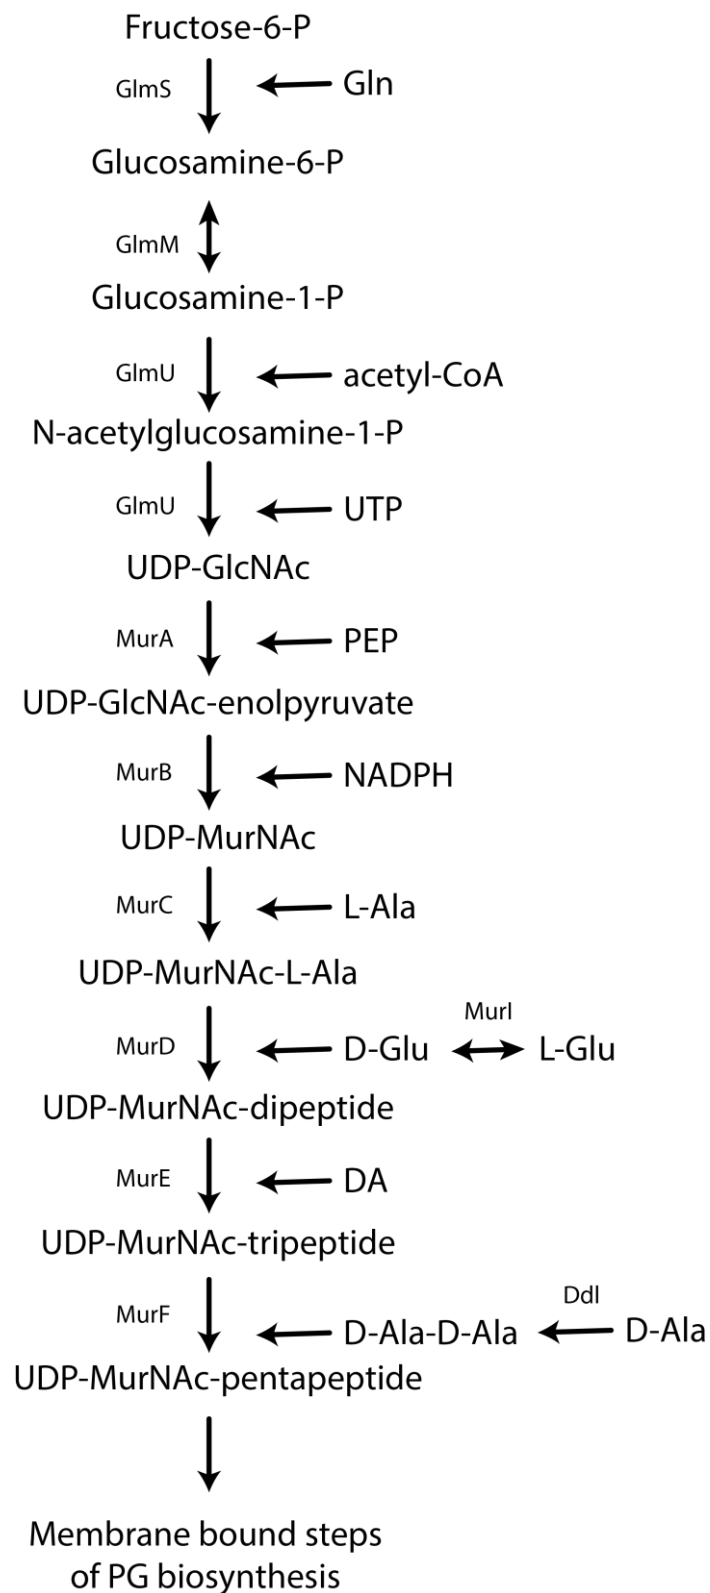 Fructose-6-P
GlmS
Gln
Glucosamine-6-P
GlmM
Glucosamine-1-P
GlmU
acetyl-CoA
N-acetylglucosamine-1-P
GlmU
UTP
UDP-GlcNAc
MurA
PEP
UDP-GlcNAc-enolpyruvate
MurB
NADPH
UDP-MurNAc
MurC
L-Ala
UDP-MurNAc-L-Ala
MurI
MurD
D-Glu
L-Glu
UDP-MurNAc-dipeptide
MurE
DA
UDP-MurNAc-tripeptide
Ddl
MurF
D-Ala-D-Ala
D-Ala
UDP-MurNAc-pentapeptide
Membrane bound steps
of PG biosynthesis